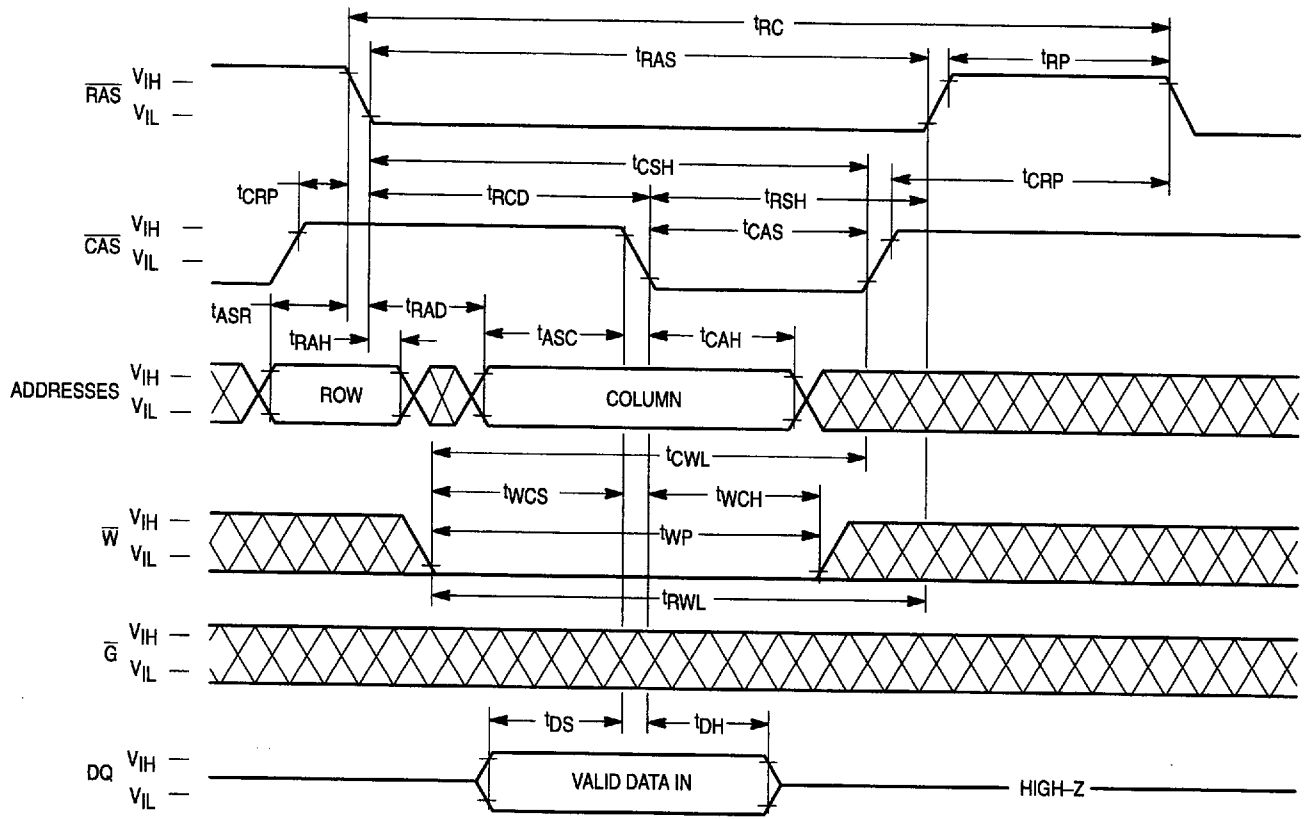 tRC
tRAS
tRP
RAS
VIH
VIL
tCSH
tCRP
tRCD
tRSH
tCRP
CAS
VIH
VIL
tCAS
tASR
tRAD
tRAH
tASC
tCAH
ADDRESSES
VIH
VIL
ROW
COLUMN
tCWL
tWCS
tWCH
W
VIH
VIL
tWP
tRWL
G
VIH
VIL
tDS
tDH
DQ
VIH
VIL
VALID DATA IN
HIGH–Z